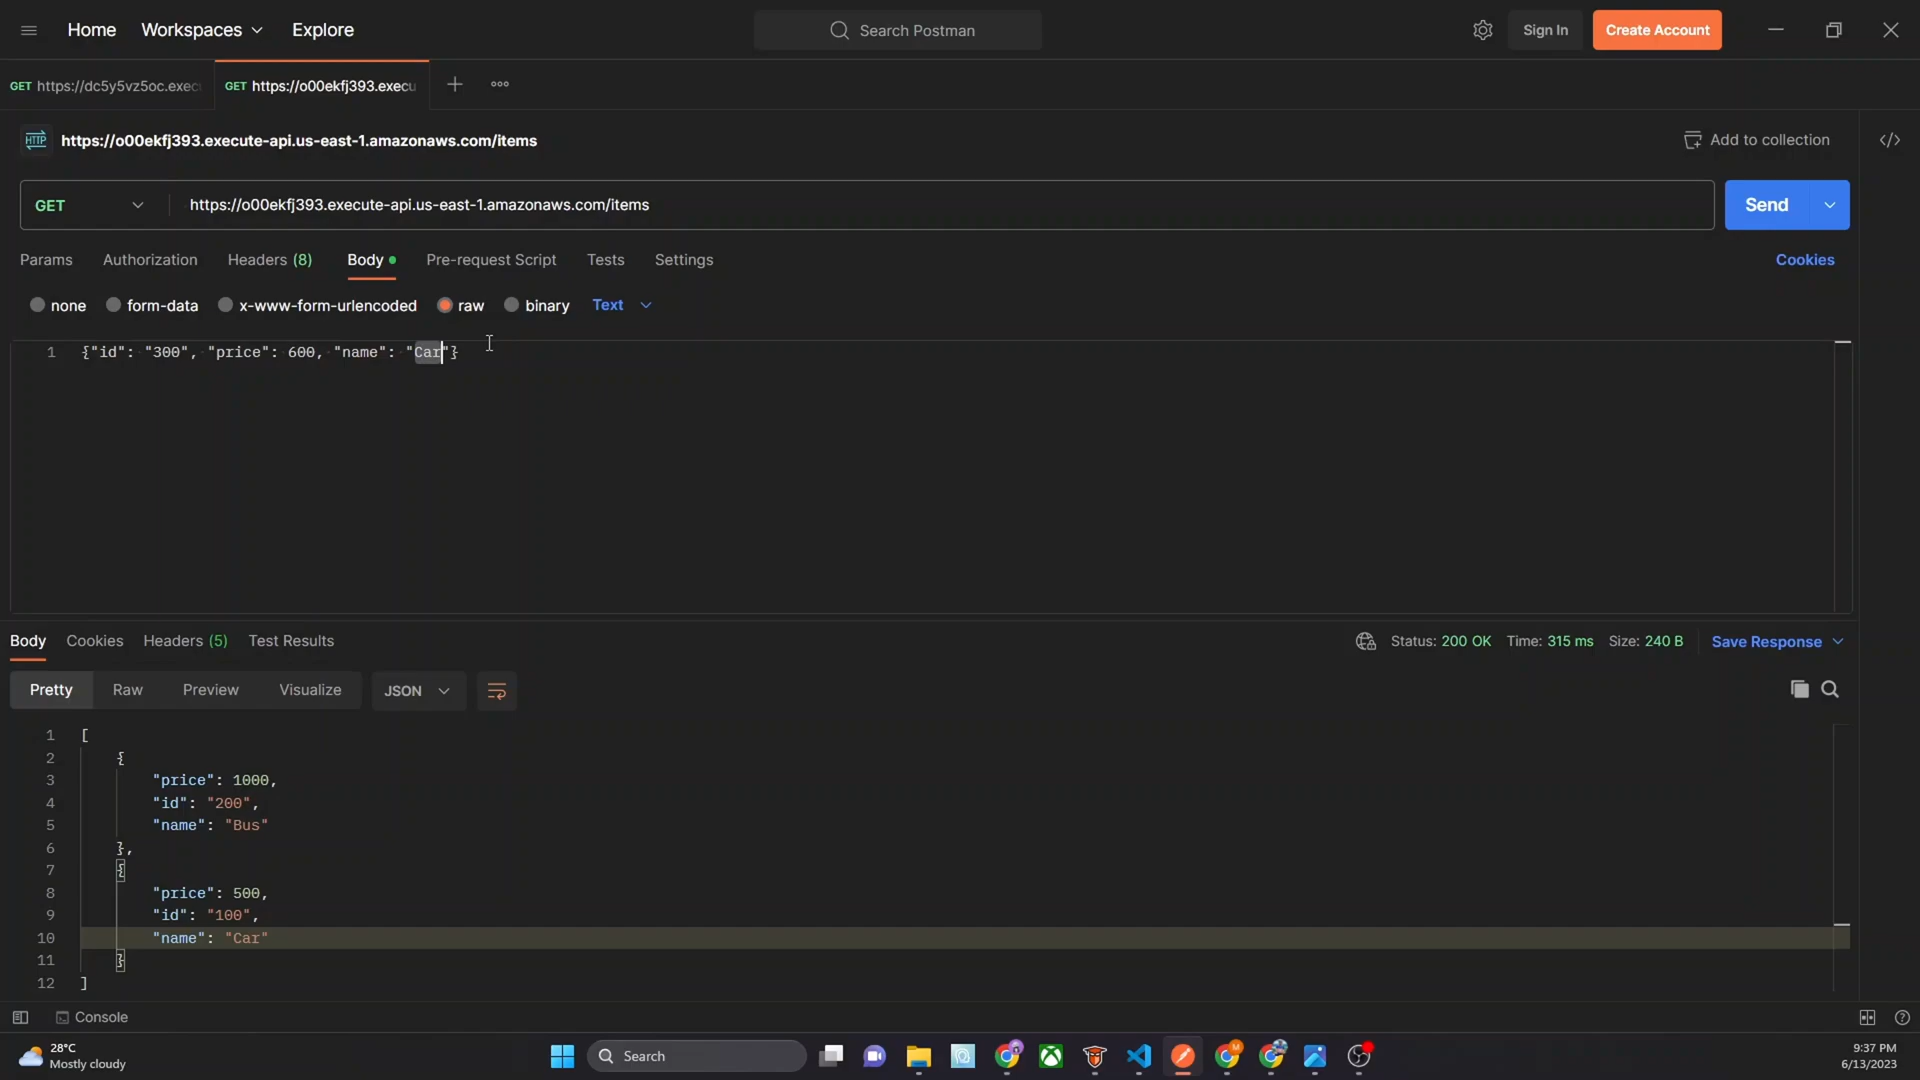 Home Workspaces Explore Search Postman Sign In Create Account
GET https://dc5y5vz5oc.exec GET https://o00ekfj393.execu
HTTP https://o00ekfj393.execute-api.us-east-1.amazonaws.com/items Add to collection
GET https://o00ekfj393.execute-api.us-east-1.amazonaws.com/items Send
Params Authorization Headers (8) Body Pre-request Script Tests Settings Cookies
none form-data x-www-form-urlencoded raw binary Text
1 {"id": "300", "price": 600, "name": "Car"}
Body Cookies Headers (5) Test Results Status: 200 OK Time: 315 ms Size: 240 B Save Response
Pretty Raw Preview Visualize JSON
1 [
2 {
3 "price": 1000,
4 "id": "200",
5 "name": "Bus"
6 },
7 {
8 "price": 500,
9 "id": "100",
10 "name": "Car"
11 }
12 ]
Console
28°C
Mostly cloudy
Search
9:37 PM
6/13/2023